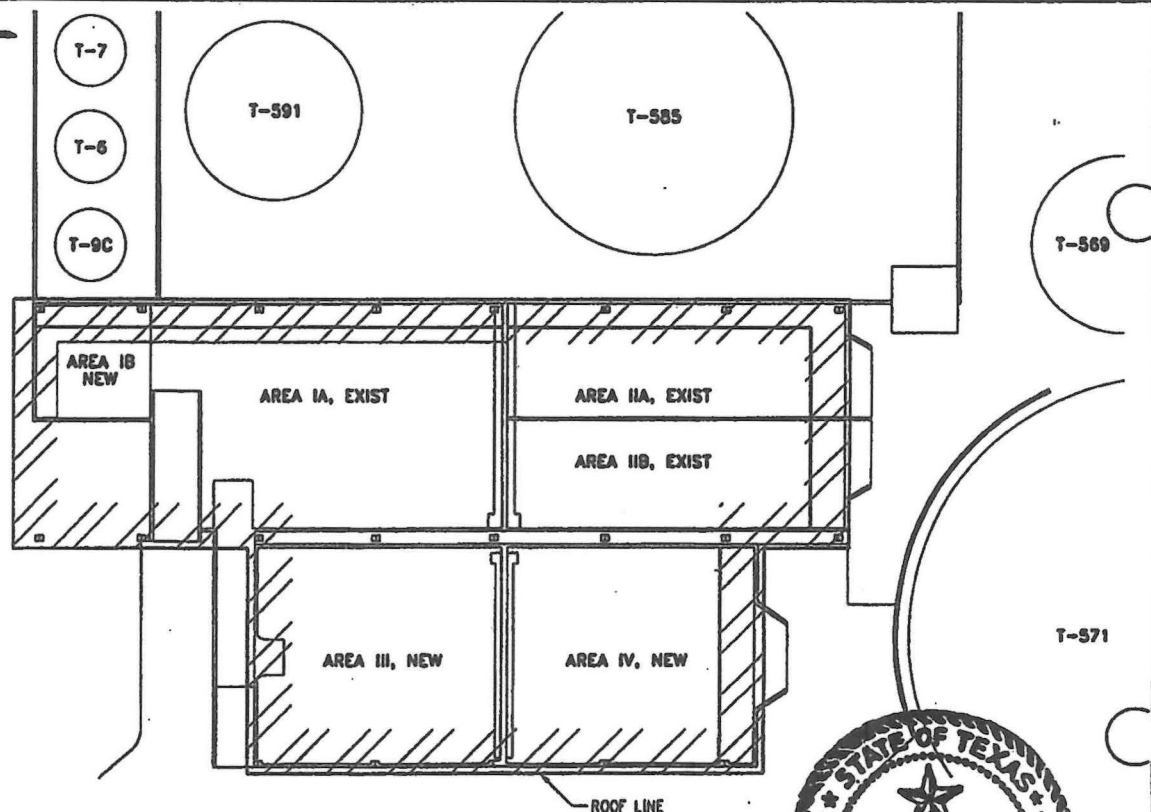 T-7
T-591
T-585
T-6
T-9C
T-569
AREA IB
NEW
AREA IA, EXIST
AREA IIA, EXIST
AREA IIB, EXIST
AREA III, NEW
AREA IV, NEW
T-571
STATE OF TEXAS
ROOF LINE